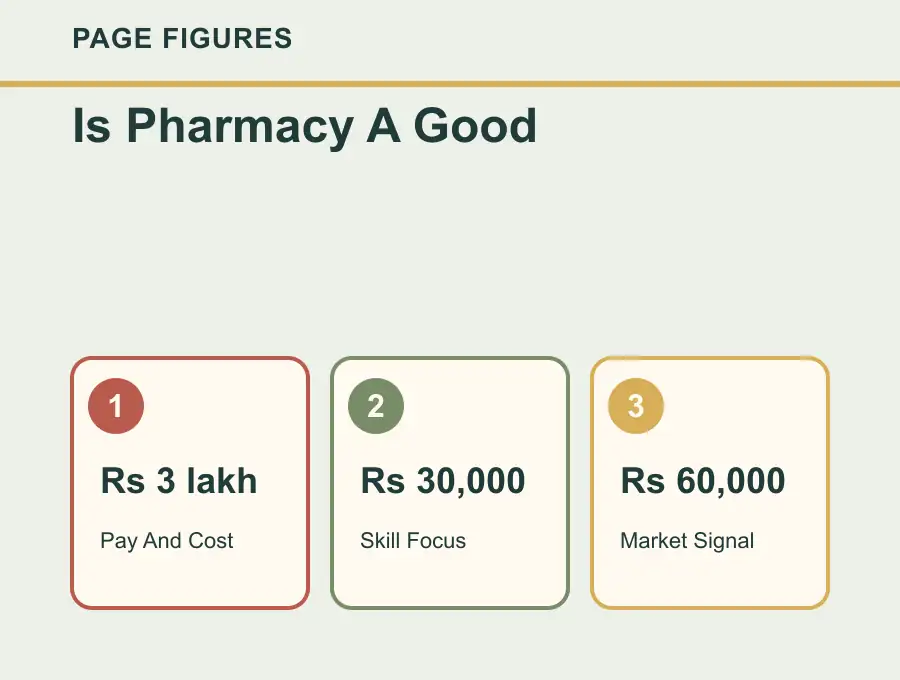 PAGE FIGURES
Is Pharmacy A Good
1
Rs 3 lakh
Pay And Cost
2
Rs 30,000
Skill Focus
3
Rs 60,000
Market Signal